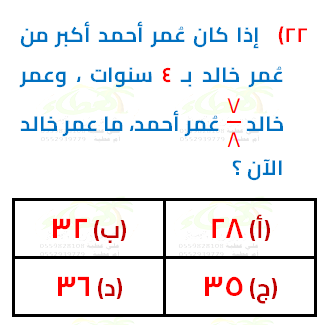 ٢٢) إذا كان عُمر أحمد أكبر من
عُمر خالد بـ ٤ سنوات ، وعمر
خالد ٧/٨ عُمر أحمد، ما عمر خالد
الآن ؟
(أ) ٢٨ (ب) ٣٢
(ج) ٣٥ (د) ٣٦